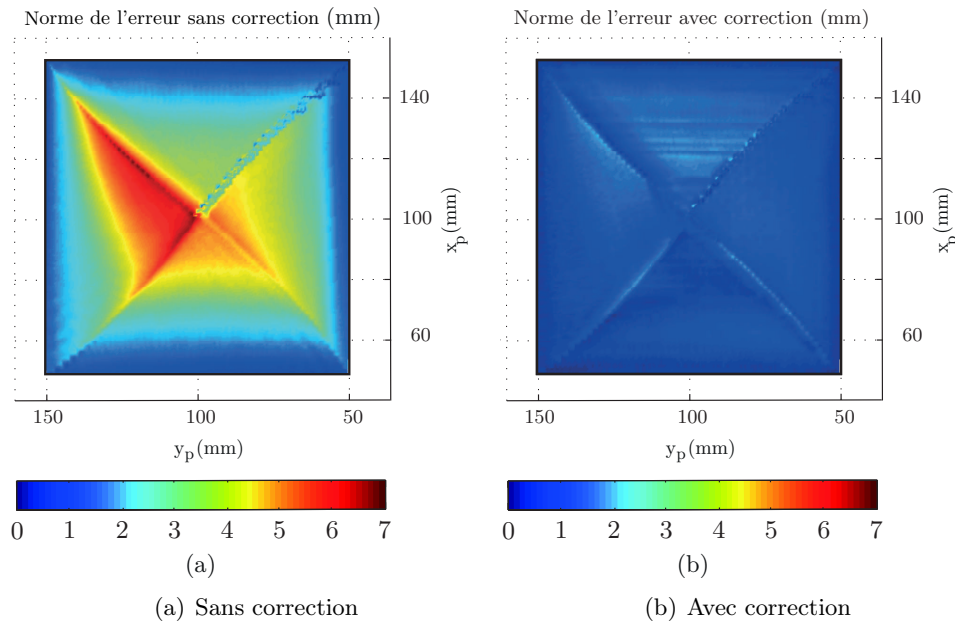 Norme de l'erreur sans correction (mm)
140
100
60
x_p(mm)
150 100 50
y_p(mm)
0 1 2 3 4 5 6 7
(a)
(a) Sans correction
Norme de l'erreur avec correction (mm)
140
100
60
x_p(mm)
150 100 50
y_p(mm)
0 1 2 3 4 5 6 7
(b)
(b) Avec correction